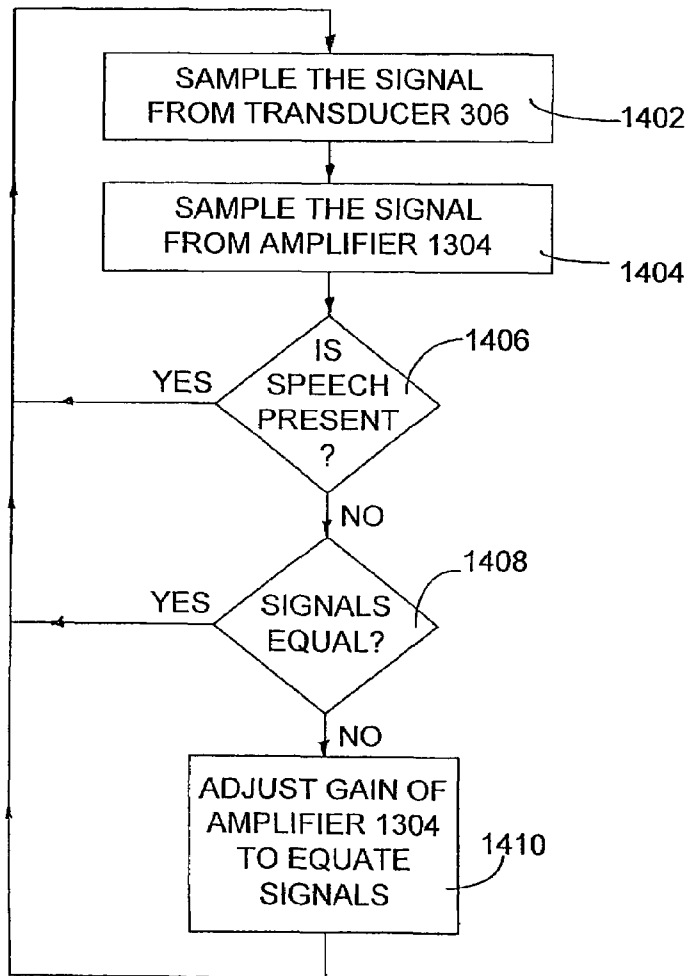 SAMPLE THE SIGNAL
FROM TRANSDUCER 306
1402
SAMPLE THE SIGNAL
FROM AMPLIFIER 1304
1404
IS
SPEECH
PRESENT
?
1406
YES
NO
SIGNALS
EQUAL?
1408
YES
NO
ADJUST GAIN OF
AMPLIFIER 1304
TO EQUATE
SIGNALS
1410